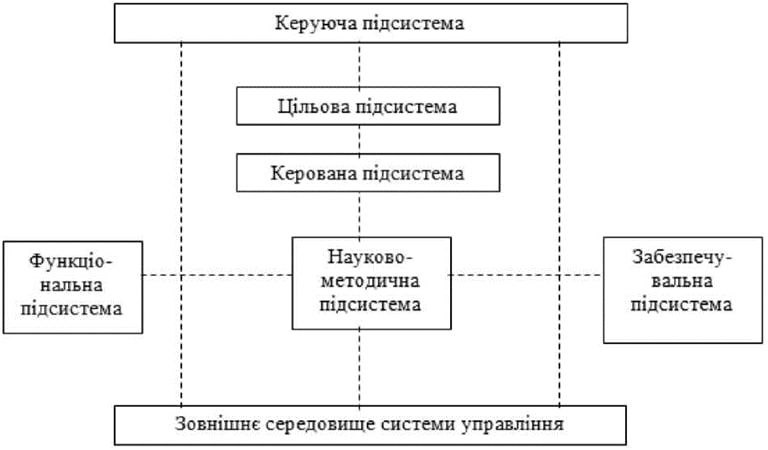 Керуюча підсистема
Цільова підсистема
Керована підсистема
Функціо-
нальна
підсистема
Науково-
методична
підсистема
Забезпечу-
вальна
підсистема
Зовнішнє середовище системи управління